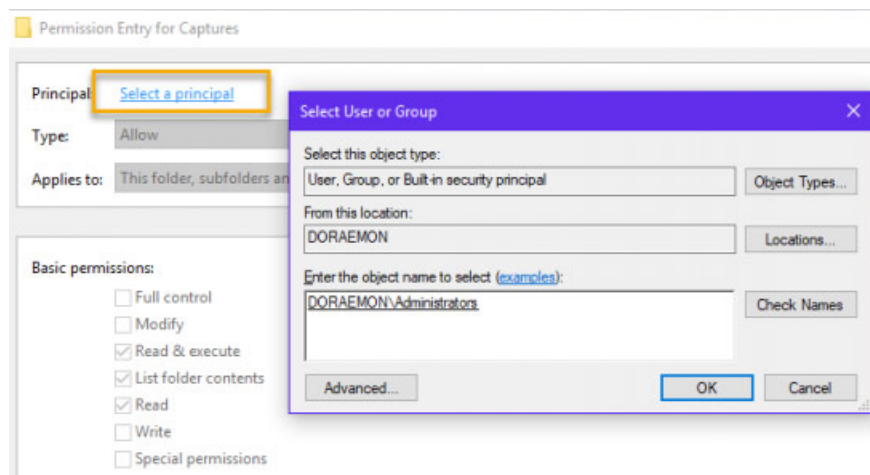 Permission Entry for Captures
Principal: Select a principal
Type: Allow
Applies to: This folder, subfolders an
Select User or Group
Select this object type:
User, Group, or Built-in security principal
Object Types...
From this location:
DORAEMON
Locations...
Enter the object name to select (examples):
DORAEMON\Administrators
Check Names
Advanced...
OK
Cancel
Basic permissions:
Full control
Modify
Read & execute
List folder contents
Read
Write
Special permissions